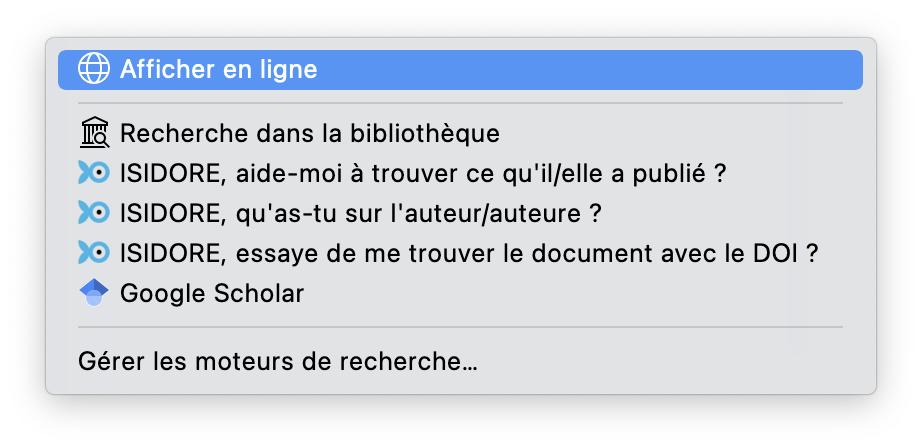 Afficher en ligne
Recherche dans la bibliothèque
ISIDORE, aide-moi à trouver ce qu'il/elle a publié ?
ISIDORE, qu'as-tu sur l'auteur/auteure ?
ISIDORE, essaye de me trouver le document avec le DOI ?
Google Scholar
Gérer les moteurs de recherche…